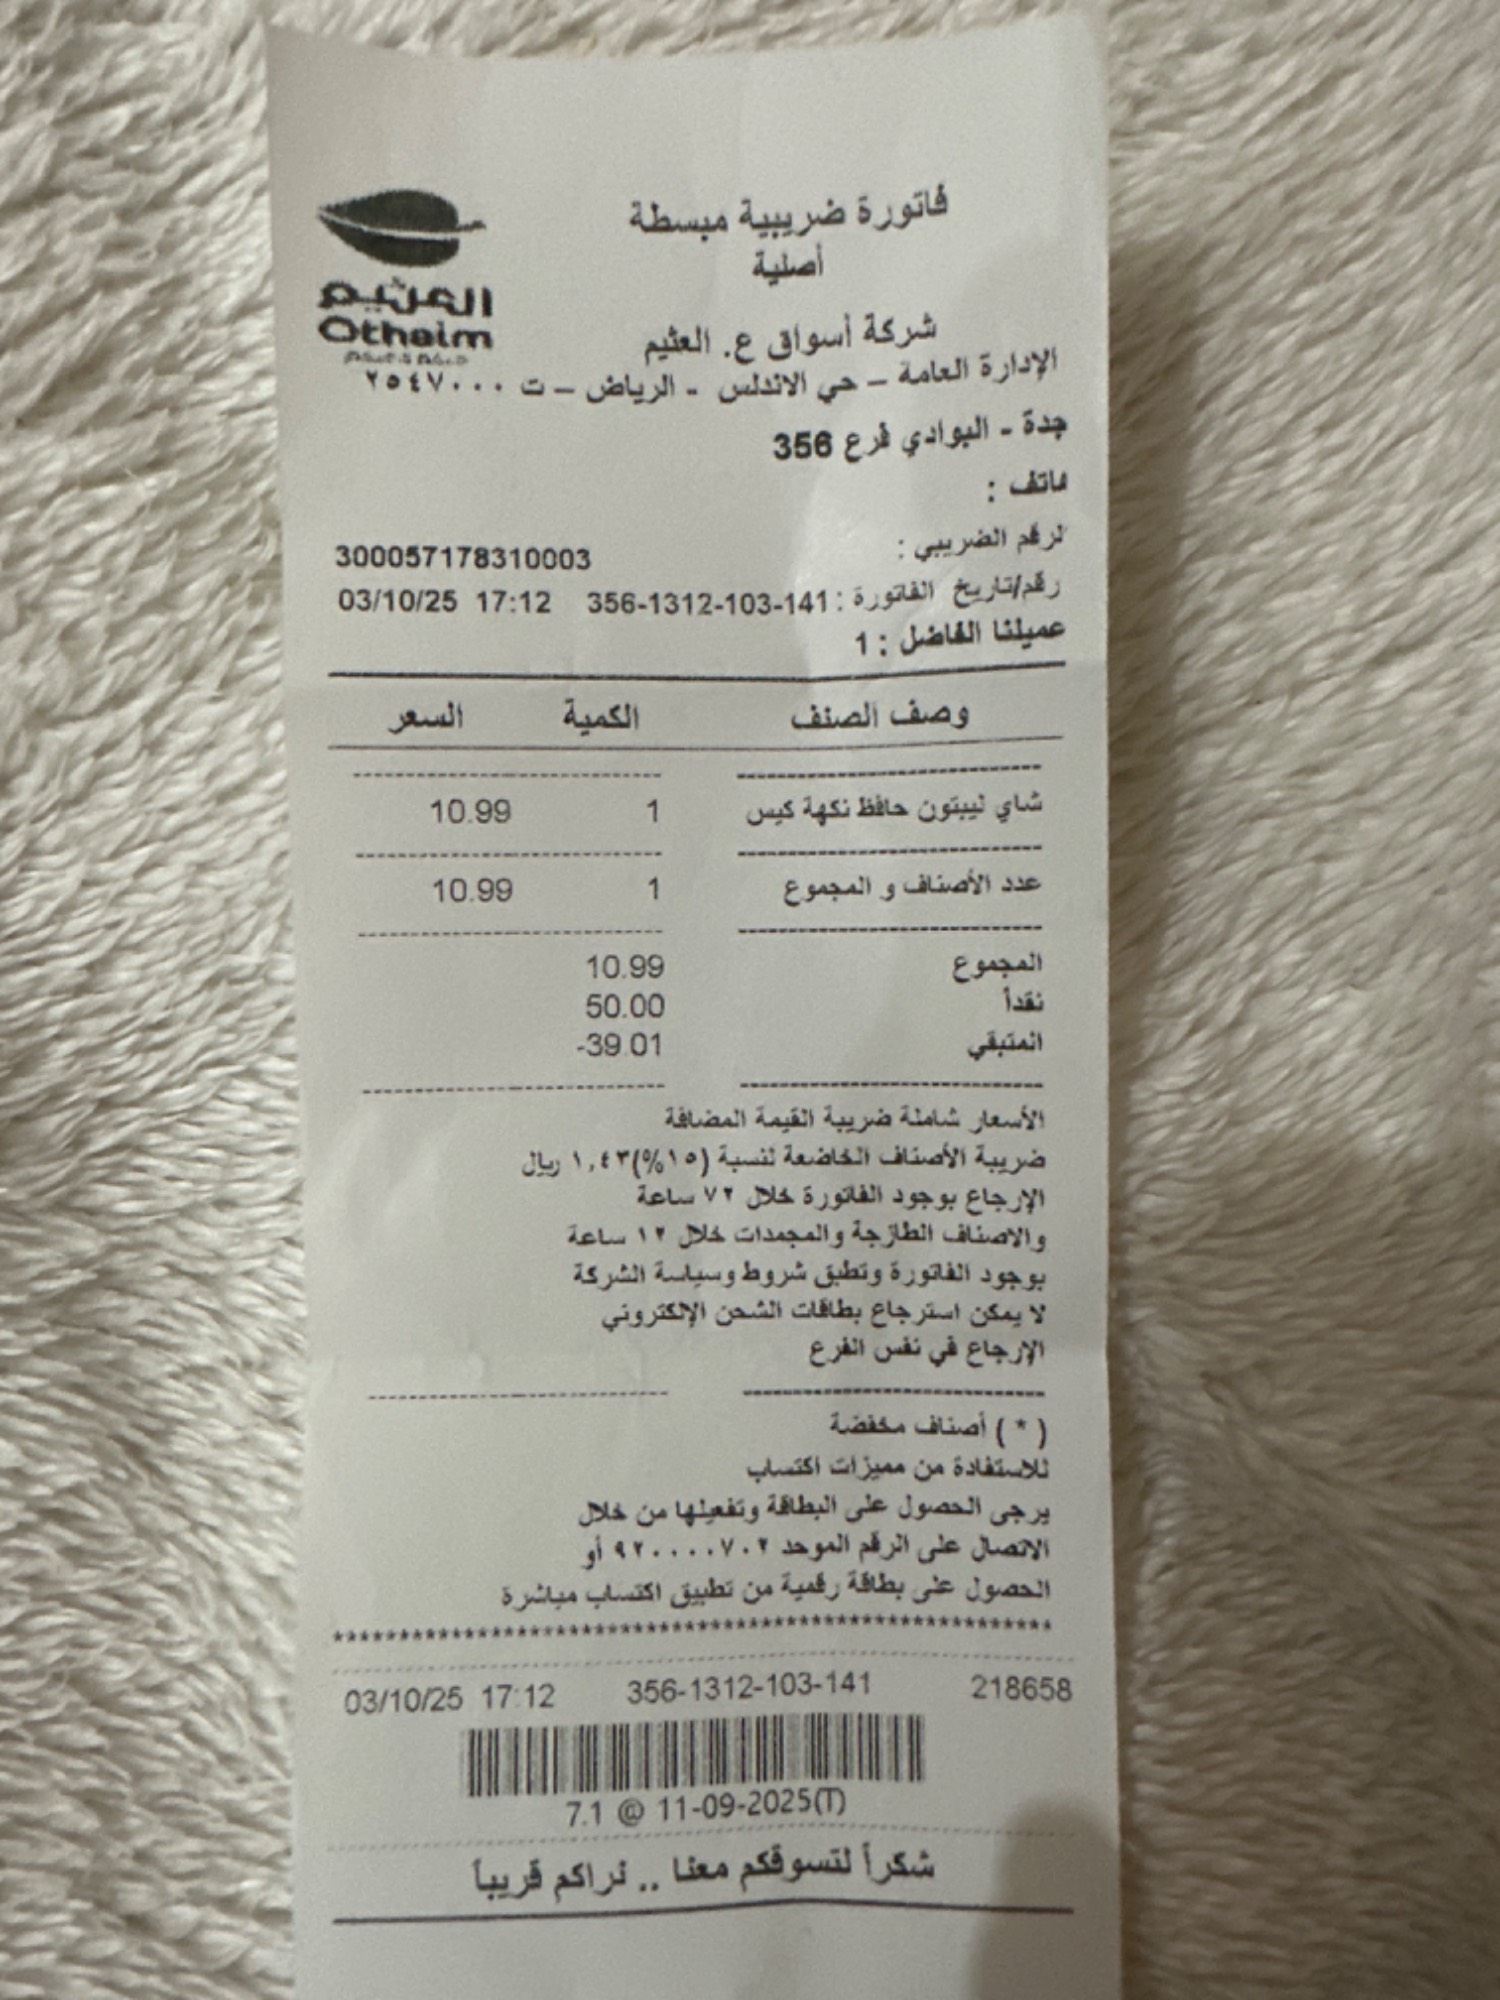 العثيم
Othaim
فاتورة ضريبية مبسطة
أصلية
شركة أسواق ع. العثيم
الإدارة العامة – حي الاندلس - الرياض – ت ٢٥٤٧٠٠٠
جدة - البوادي فرع 356
هاتف :
لرقم الضريبي : 300057178310003
رقم/تاريخ الفاتورة : 356-1312-103-141 17:12 03/10/25
عميلنا الفاضل : 1
وصف الصنف الكمية السعر
شاي ليبتون حافظ نكهة كيس 1 10.99
عدد الأصناف و المجموع 1 10.99
المجموع 10.99
نقداً 50.00
المتبقي -39.01
الأسعار شاملة ضريبة القيمة المضافة
ضريبة الأصناف الخاضعة لنسبة (١٥%)١,٤٣ ريال
الإرجاع بوجود الفاتورة خلال ٧٢ ساعة
والاصناف الطازجة والمجمدات خلال ١٢ ساعة
بوجود الفاتورة وتطبق شروط وسياسة الشركة
لا يمكن استرجاع بطاقات الشحن الإلكتروني
الإرجاع في نفس الفرع
( * ) أصناف مخفضة
للاستفادة من مميزات اكتساب
يرجى الحصول على البطاقة وتفعيلها من خلال
الاتصال على الرقم الموحد ٩٢٠٠٠٠٧٠٢ أو
الحصول على بطاقة رقمية من تطبيق اكتساب مباشرة
03/10/25 17:12 356-1312-103-141 218658
7.1 @ 11-09-2025(T)
شكراً لتسوقكم معنا .. نراكم قريباً